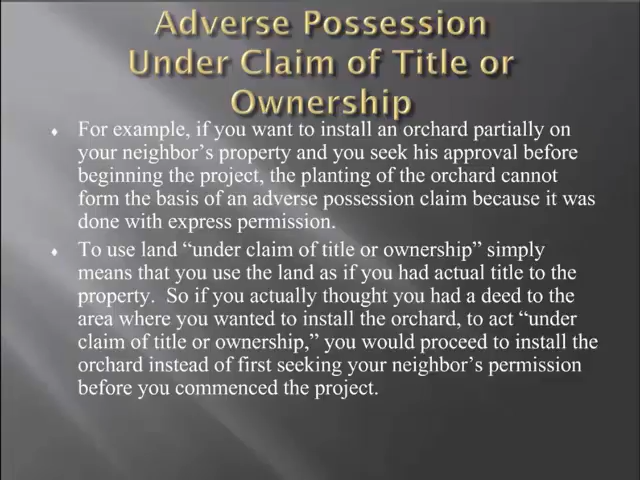 Adverse Possession
Under Claim of Title or
Ownership
For example, if you want to install an orchard partially on
your neighbor's property and you seek his approval before
beginning the project, the planting of the orchard cannot
form the basis of an adverse possession claim because it was
done with express permission.
To use land “under claim of title or ownership” simply
means that you use the land as if you had actual title to the
property.  So if you actually thought you had a deed to the
area where you wanted to install the orchard, to act “under
claim of title or ownership,” you would proceed to install the
orchard instead of first seeking your neighbor's permission
before you commenced the project.